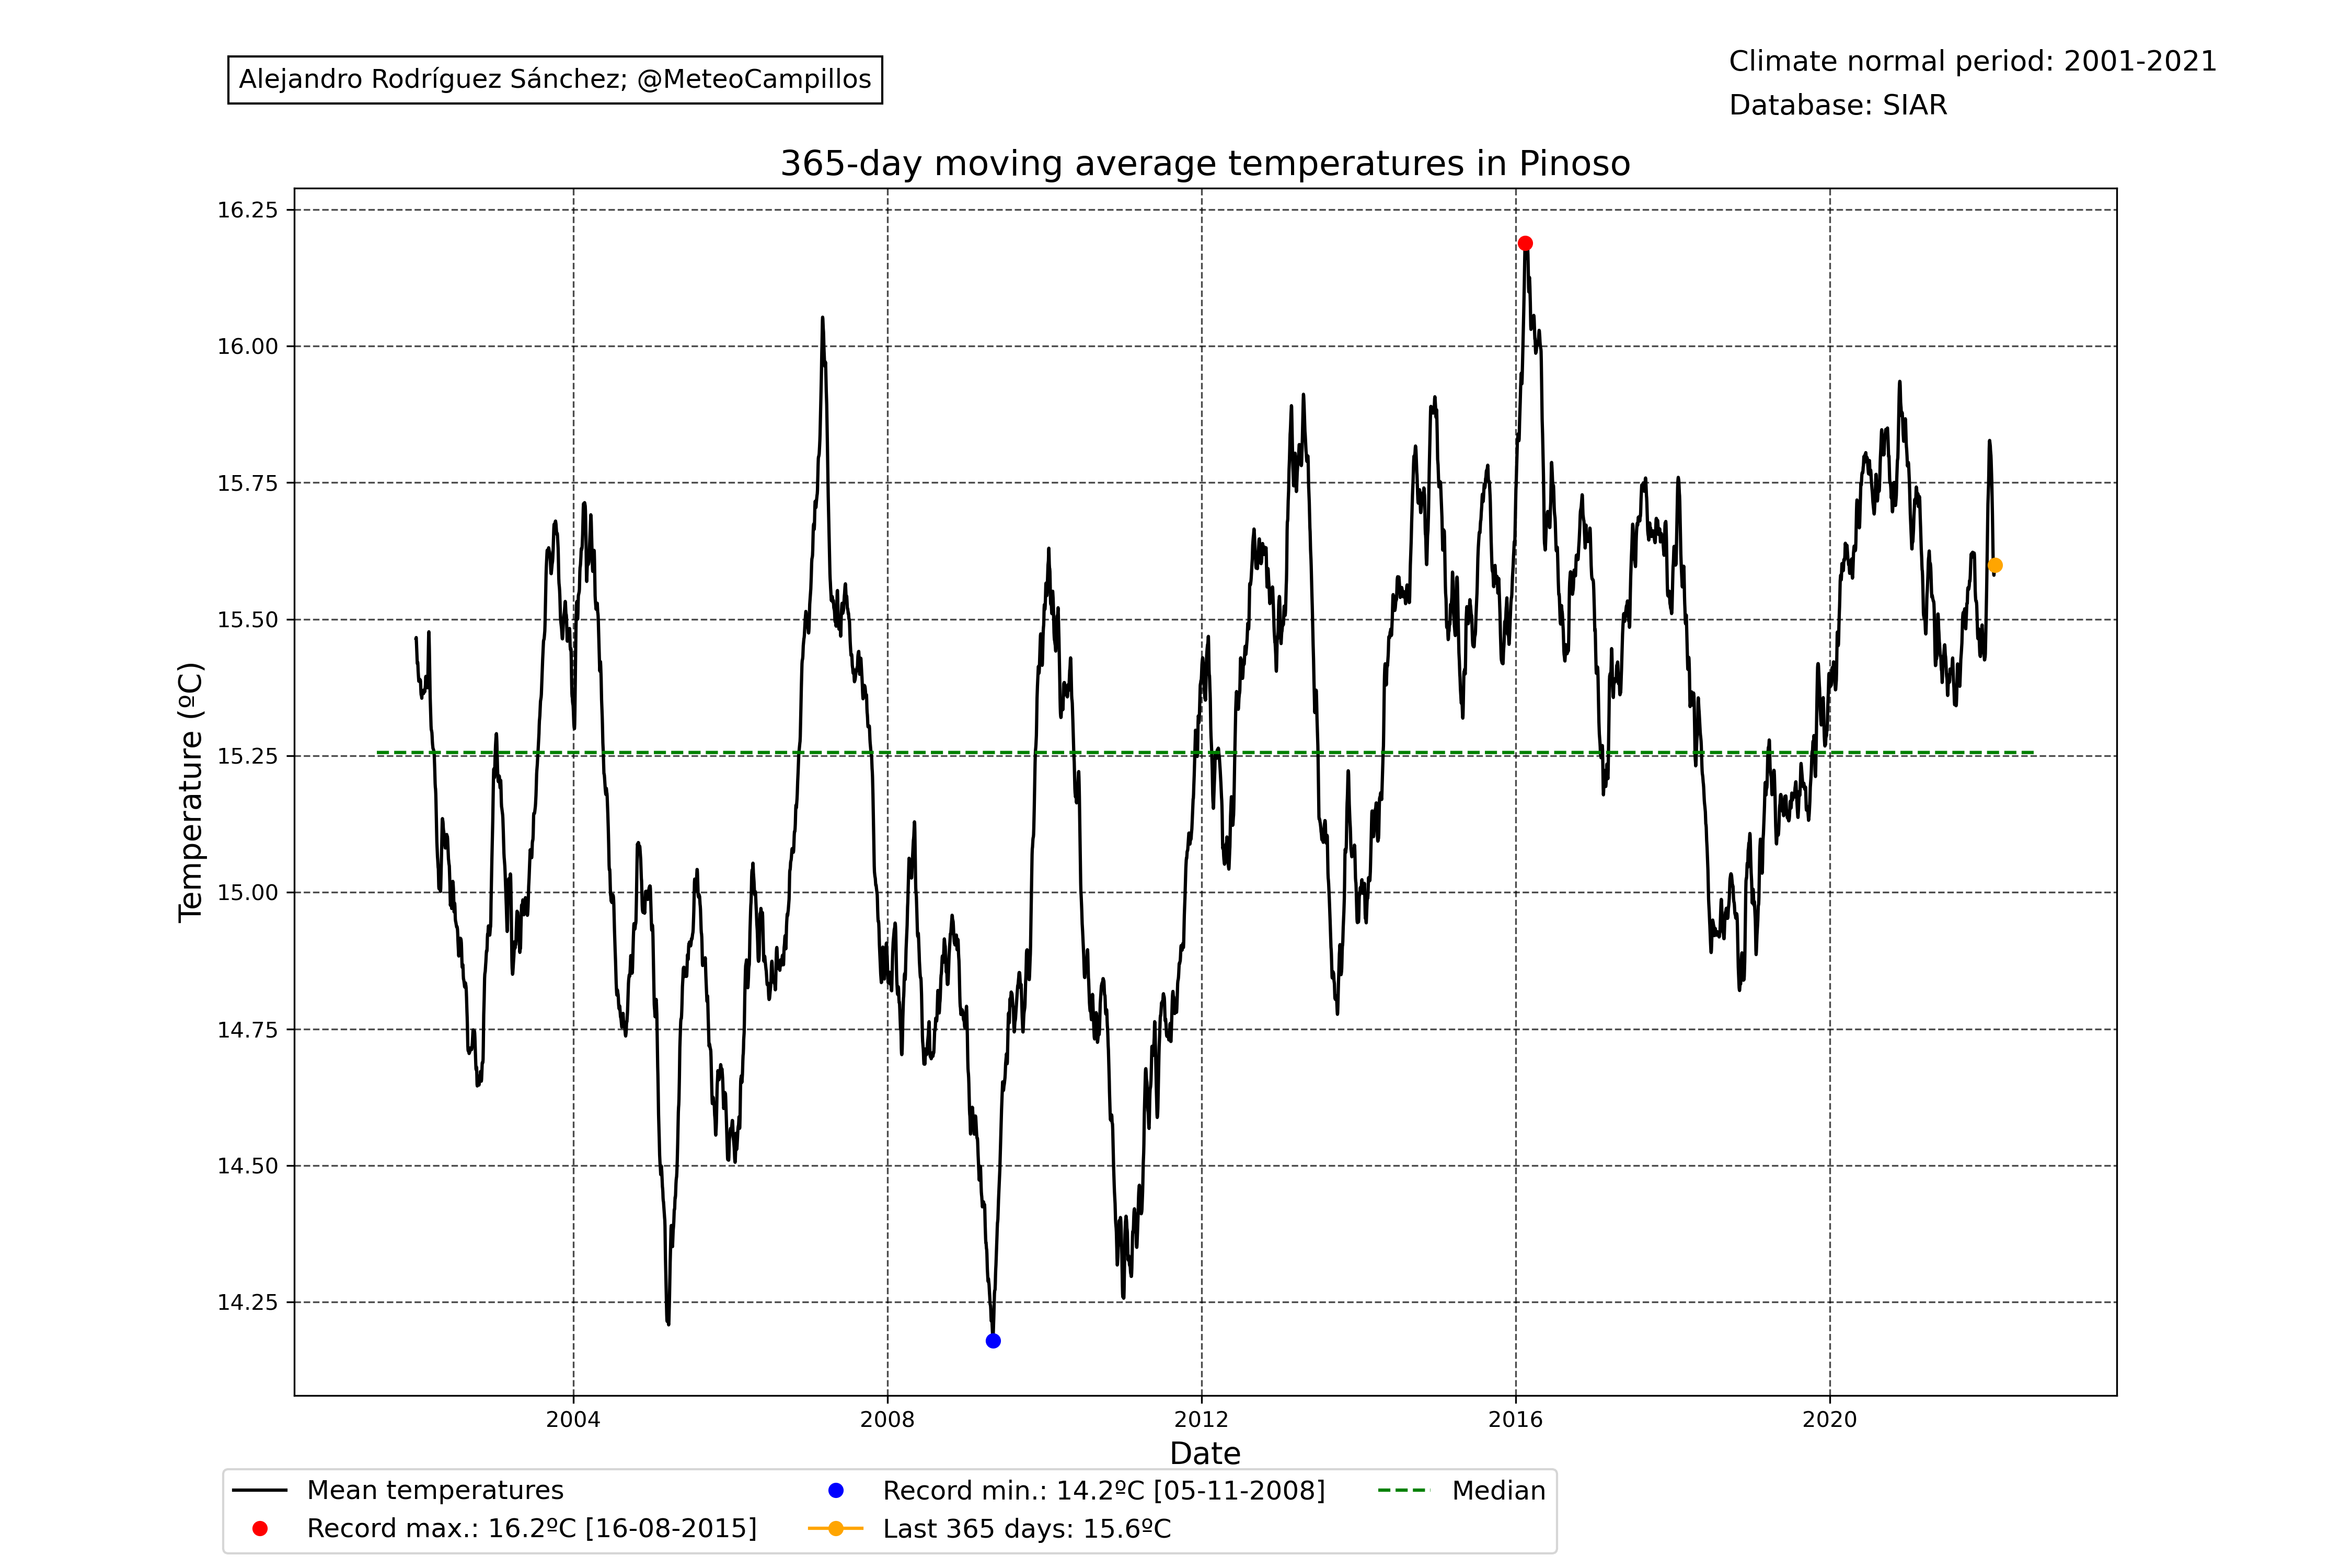 Alejandro Rodríguez Sánchez; @MeteoCampillos
Climate normal period: 2001-2021
Database: SIAR
365-day moving average temperatures in Pinoso
Temperature (ºC)
16.25
16.00
15.75
15.50
15.25
15.00
14.75
14.50
14.25
2004
2008
2012
2016
2020
Date
Mean temperatures
Record max.: 16.2ºC [16-08-2015]
Record min.: 14.2ºC [05-11-2008]
Last 365 days: 15.6ºC
Median